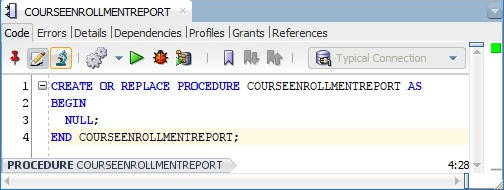 COURSEENROLLMENTREPORT
Code Errors Details Dependencies Profiles Grants References
Typical Connection
1 CREATE OR REPLACE PROCEDURE COURSEENROLLMENTREPORT AS
2 BEGIN
3 NULL;
4 END COURSEENROLLMENTREPORT;
PROCEDURE COURSEENROLLMENTREPORT 4:28